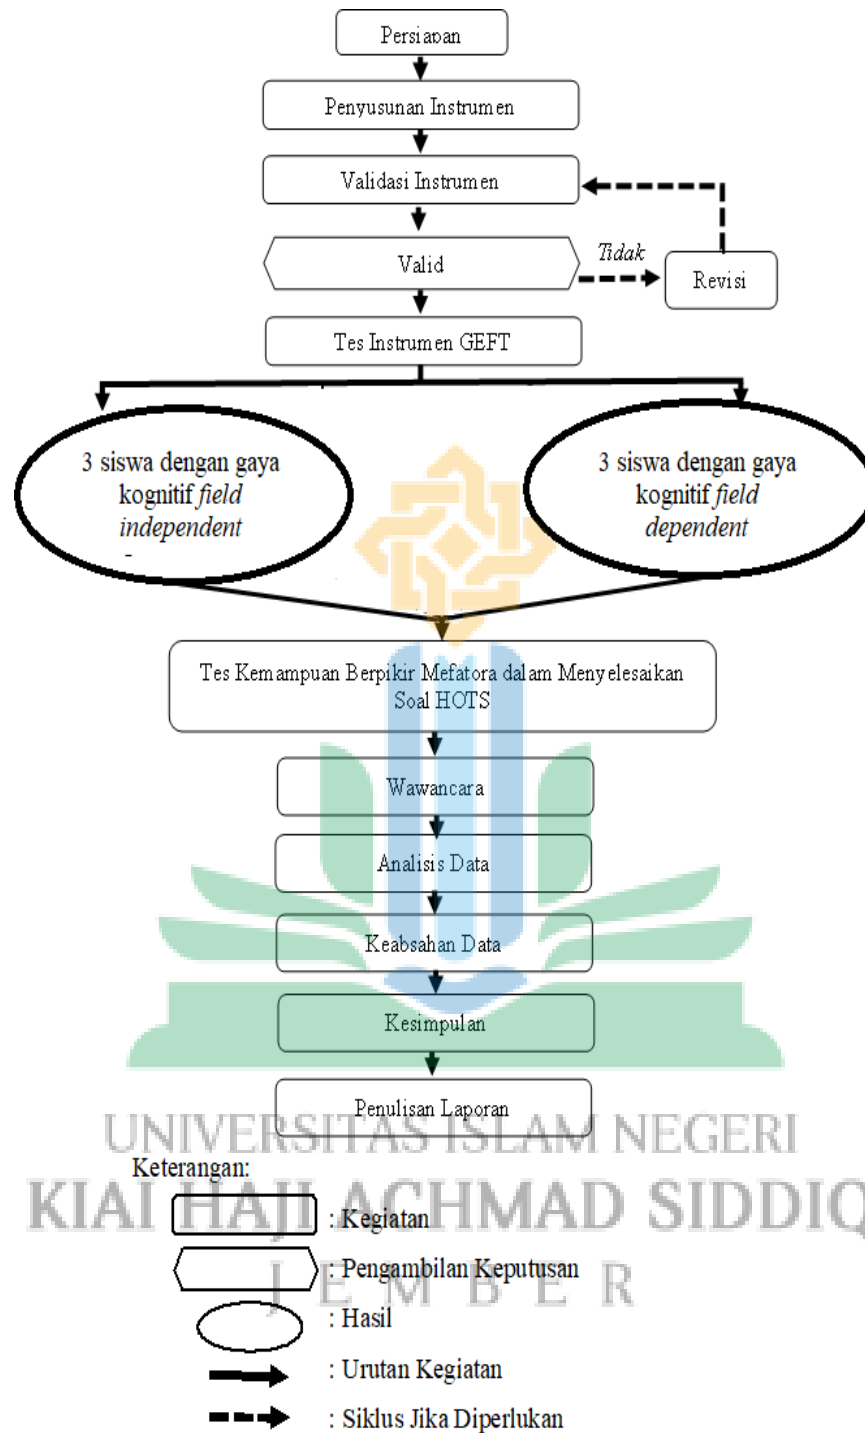 Persiapan
Penyusunan Instrumen
Validasi Instrumen
Valid
Tidak
Revisi
Tes Instrumen GEFT
3 siswa dengan gaya
kognitif field
independent
3 siswa dengan gaya
kognitif field
dependent
Tes Kemampuan Berpikir Mefatora dalam Menyelesaikan
Soal HOTS
Wawancara
Analisis Data
Keabsahan Data
Kesimpulan
Penulisan Laporan
UNIVERSITAS ISLAM NEGERI
Keterangan:
KIAI HAJI ACHMAD SIDDIQ
: Kegiatan
: Pengambilan Keputusan
JEMBER
: Hasil
: Urutan Kegiatan
: Siklus Jika Diperlukan